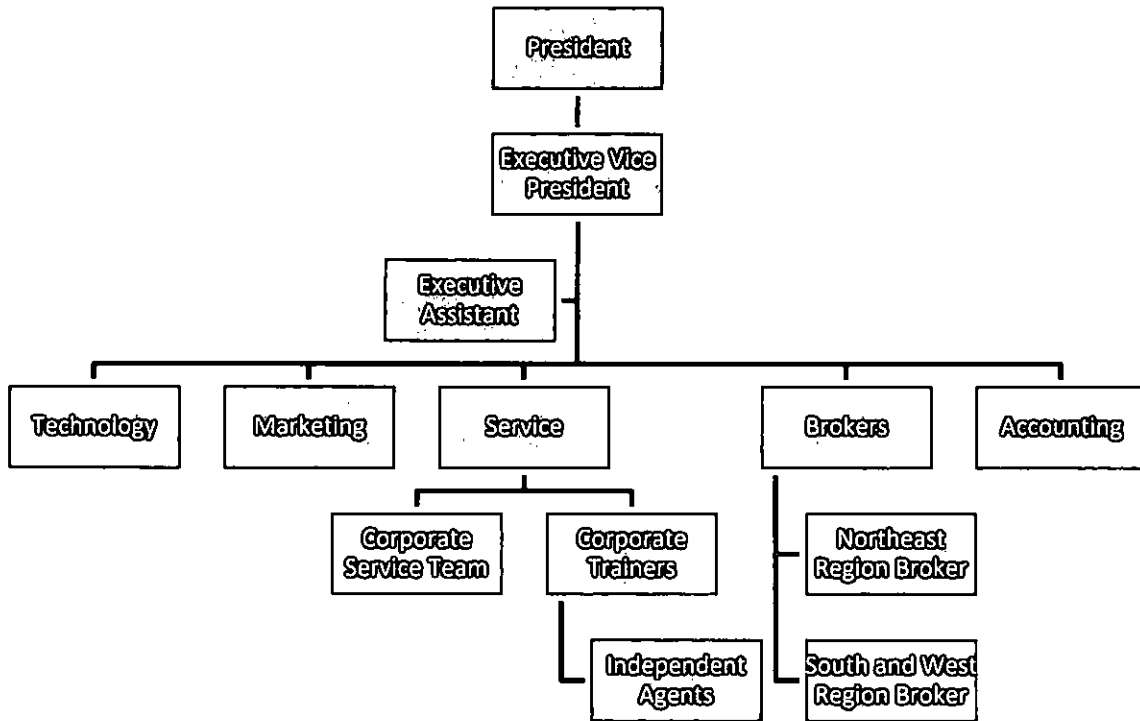 President
Executive Vice
President
Executive
Assistant
Technology
Marketing
Service
Brokers
Accounting
Corporate
Service Team
Corporate
Trainers
Northeast
Region Broker
Independent
Agents
South and West
Region Broker